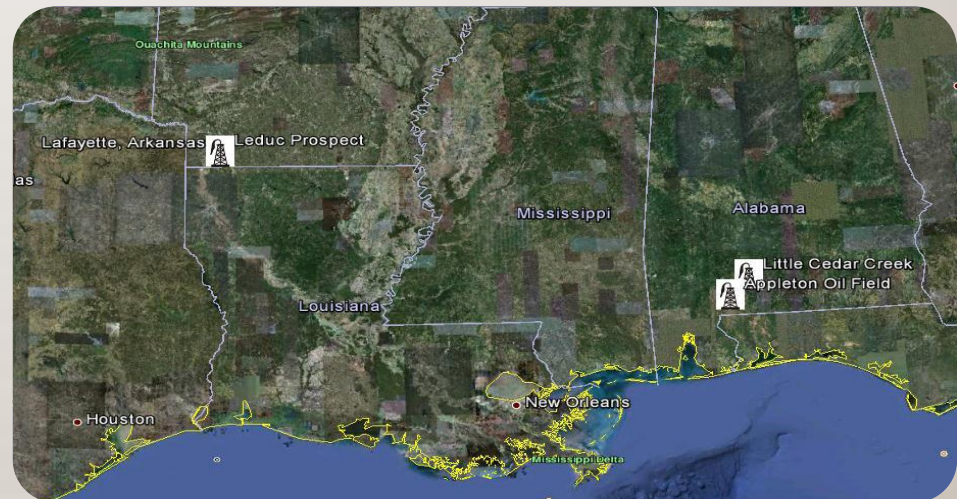 Ouachita Mountains
Lafayette, Arkansas
Leduc Prospect
as
Mississippi
Alabama
Little Cedar Creek
Appleton Oil Field
Louisiana
New Orleans
Houston
Mississippi Delta